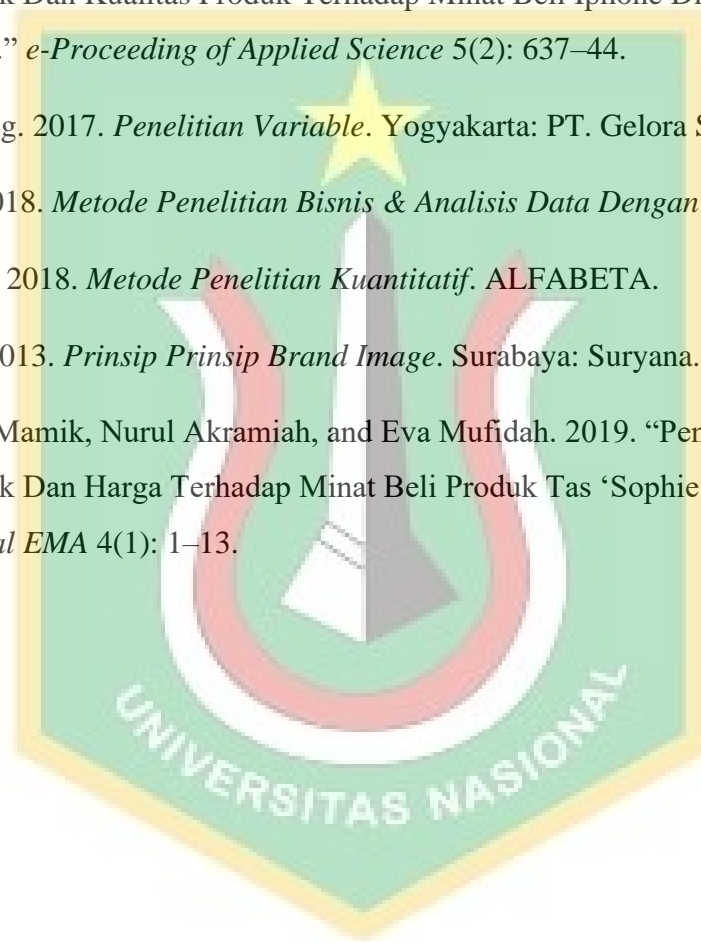 k Dan Kualitas Produk Terhadap Minat Beli Iphone Di
.” e-Proceeding of Applied Science 5(2): 637–44.
g. 2017. Penelitian Variable. Yogyakarta: PT. Gelora S
018. Metode Penelitian Bisnis & Analisis Data Dengan
2018. Metode Penelitian Kuantitatif. ALFABETA.
013. Prinsip Prinsip Brand Image. Surabaya: Suryana.
Mamik, Nurul Akramiah, and Eva Mufidah. 2019. “Pen
k Dan Harga Terhadap Minat Beli Produk Tas ‘Sophie
al EMA 4(1): 1–13.
UNIVERSITAS NASIONAL